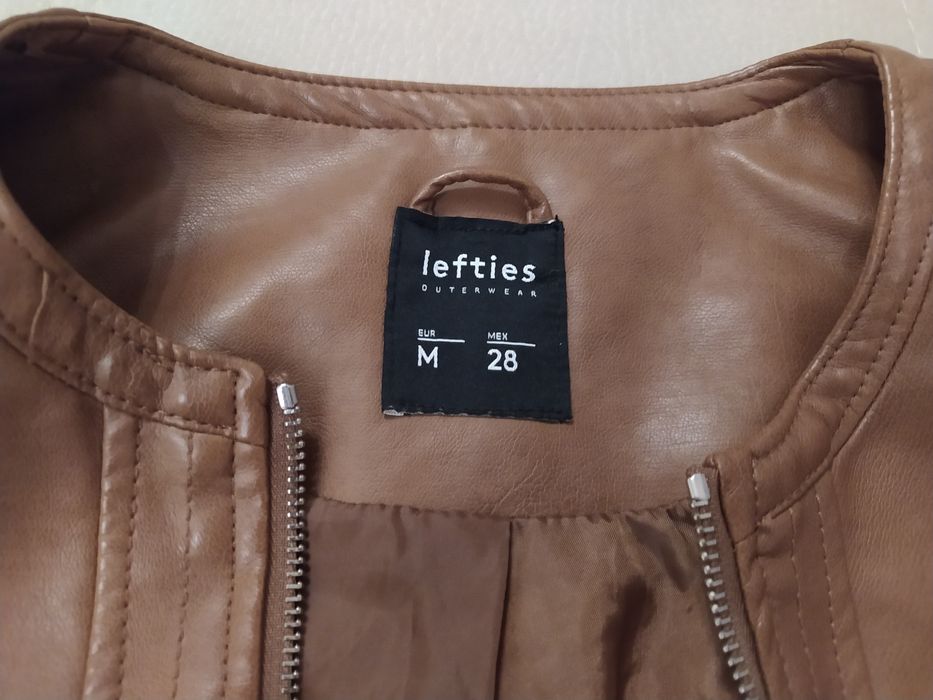 lefties
OUTERWEAR
EUR MEX
M 28